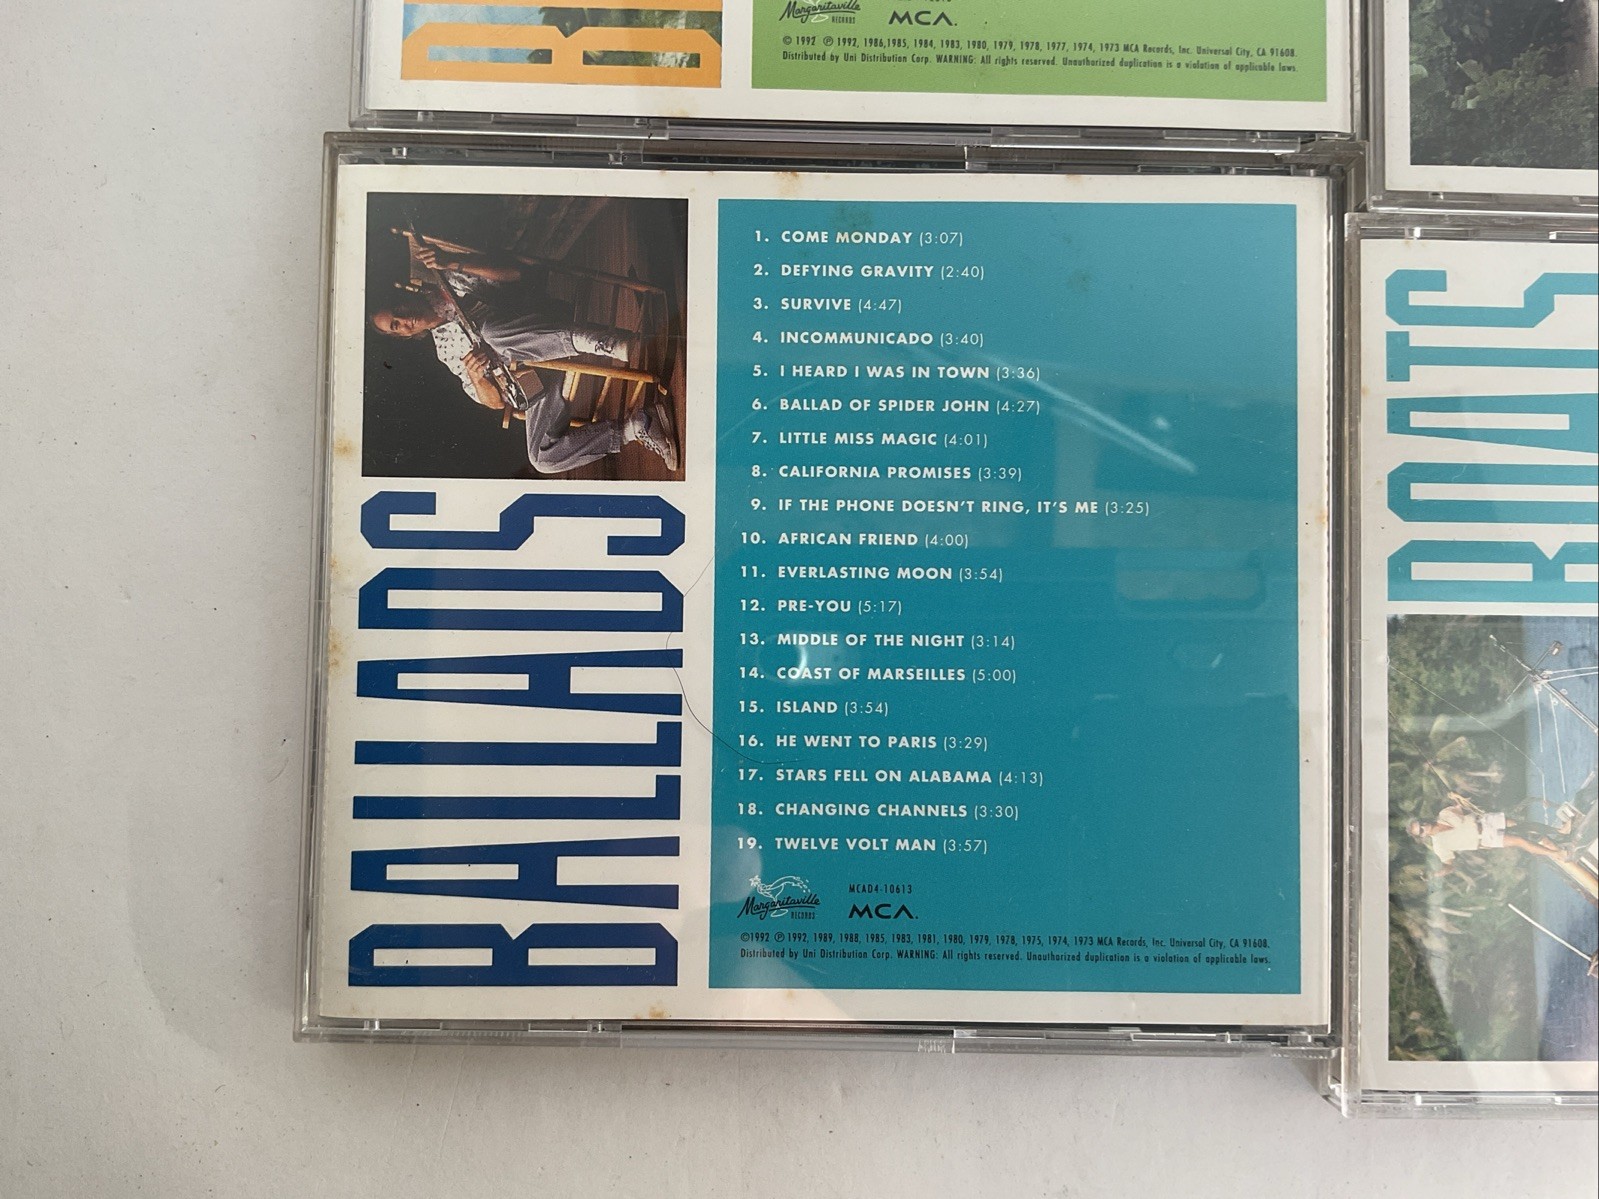 Margaritaville
RECORDS
MCA.
© 1992 ℗ 1992, 1986,1985, 1984, 1983, 1980, 1979, 1978, 1977, 1974, 1973 MCA Records, Inc. Universal City, CA 91608.
Distributed by Uni Distribution Corp. WARNING: All rights reserved. Unauthorized duplication is a violation of applicable laws.
BALLADS
1. COME MONDAY (3:07)
2. DEFYING GRAVITY (2:40)
3. SURVIVE (4:47)
4. INCOMMUNICADO (3:40)
5. I HEARD I WAS IN TOWN (3:36)
6. BALLAD OF SPIDER JOHN (4:27)
7. LITTLE MISS MAGIC (4:01)
8. CALIFORNIA PROMISES (3:39)
9. IF THE PHONE DOESN'T RING, IT'S ME (3:25)
10. AFRICAN FRIEND (4:00)
11. EVERLASTING MOON (3:54)
12. PRE-YOU (5:17)
13. MIDDLE OF THE NIGHT (3:14)
14. COAST OF MARSEILLES (5:00)
15. ISLAND (3:54)
16. HE WENT TO PARIS (3:29)
17. STARS FELL ON ALABAMA (4:13)
18. CHANGING CHANNELS (3:30)
19. TWELVE VOLT MAN (3:57)
Margaritaville
RECORDS
MCAD4-10613
MCA.
©1992 ℗ 1992, 1989, 1988, 1985, 1983, 1981, 1980, 1979, 1978, 1975, 1974, 1973 MCA Records, Inc. Universal City, CA 91608.
Distributed by Uni Distribution Corp. WARNING: All rights reserved. Unauthorized duplication is a violation of applicable laws.
BOATS